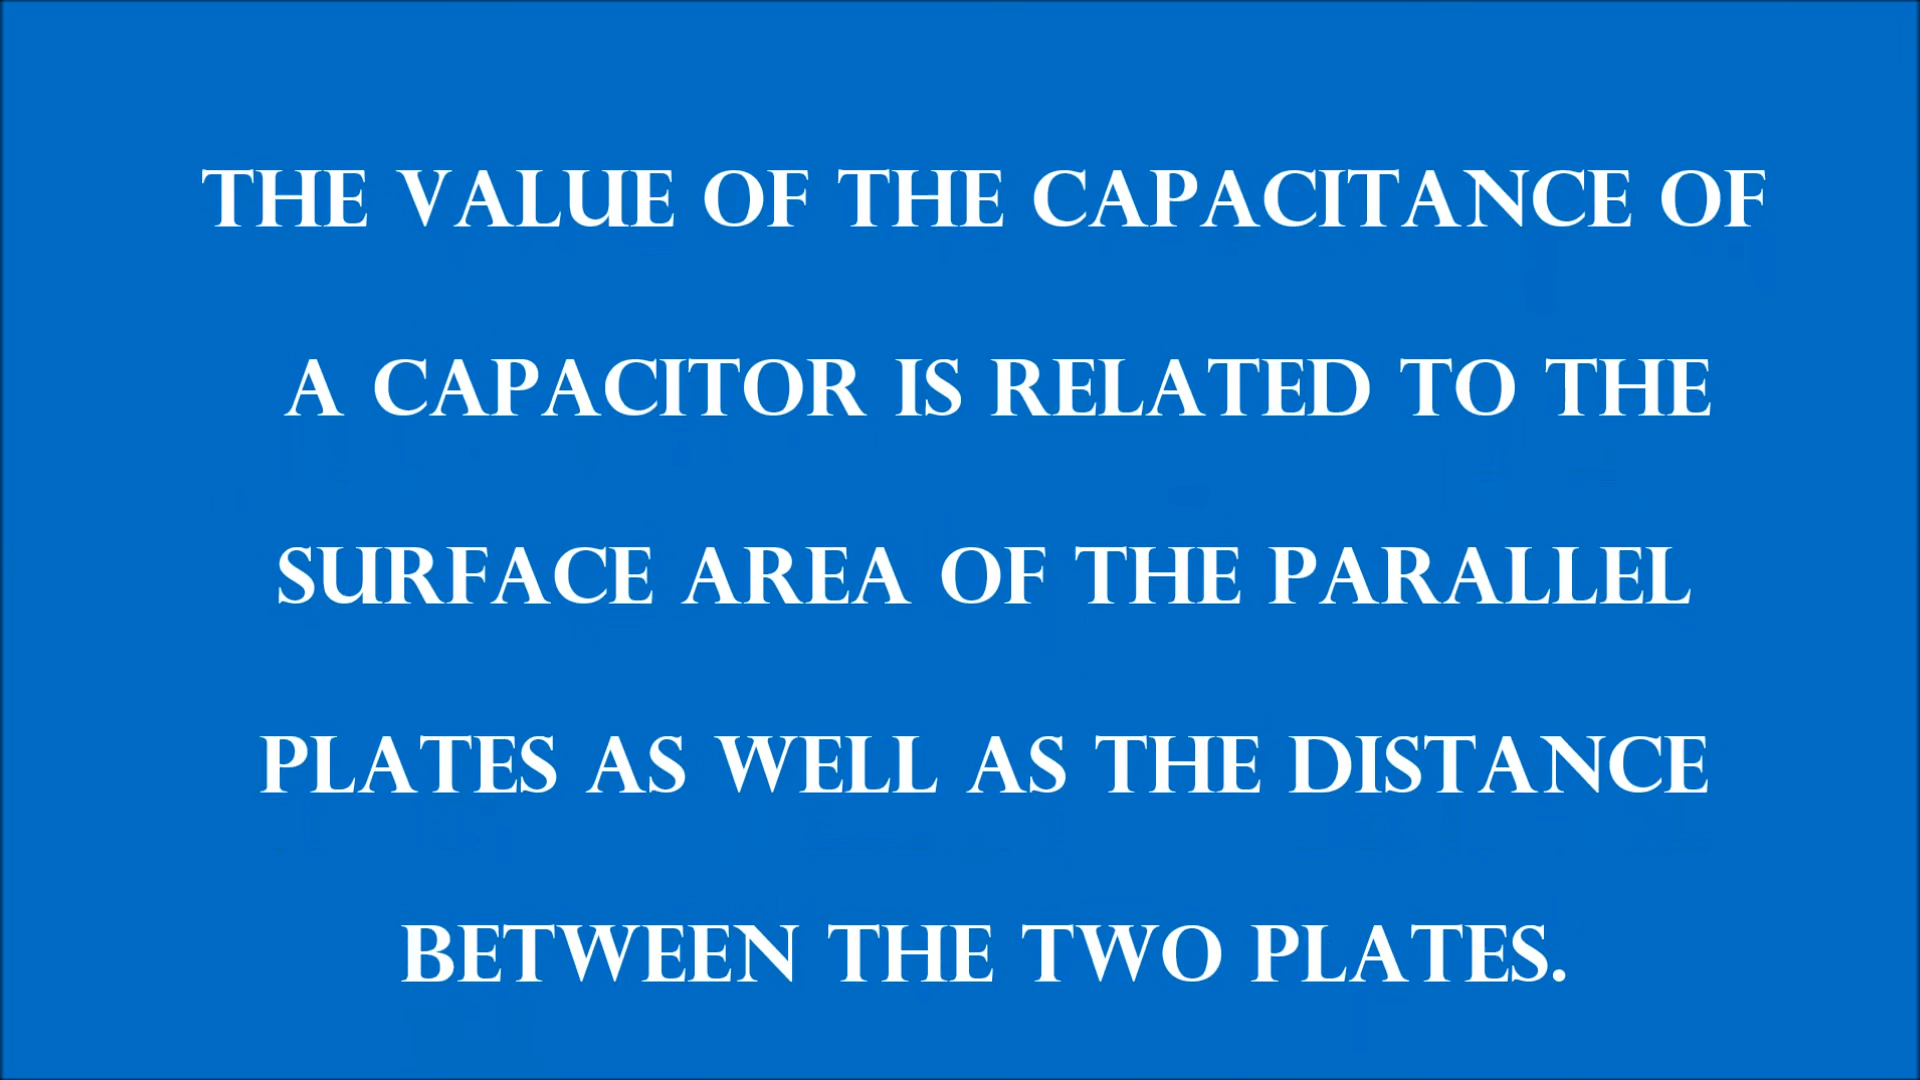 THE VALUE OF THE CAPACITANCE OF
A CAPACITOR IS RELATED TO THE
SURFACE AREA OF THE PARALLEL
PLATES AS WELL AS THE DISTANCE
BETWEEN THE TWO PLATES.